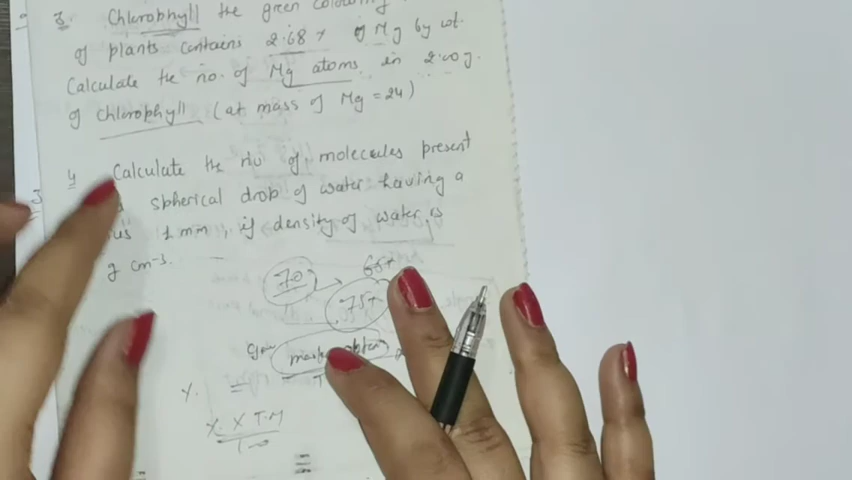 3. Chlorophyll the green colouring
of plants contains 2.68% of Mg by wt.
Calculate the no. of Mg atoms in 2.00 g.
of chlorophyll (at mass of Mg = 24)
4 Calculate the no of molecules present
spherical drop of water having a
1 mm, if density of water is
g cm-3.
70 65%
75%
% =
%. X T.M
100